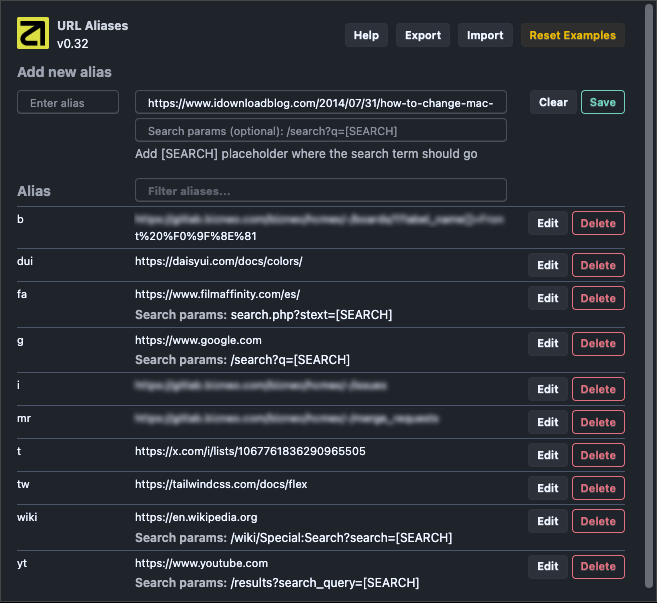 URL Aliases
v0.32
Help
Export
Import
Reset Examples
Add new alias
Enter alias
https://www.idownloadblog.com/2014/07/31/how-to-change-mac-
Clear
Save
Search params (optional): /search?q=[SEARCH]
Add [SEARCH] placeholder where the search term should go
Alias
Filter aliases...
b
t%20%F0%9F%8E%81
Edit
Delete
dui
https://daisyui.com/docs/colors/
Edit
Delete
fa
https://www.filmaffinity.com/es/
Search params: search.php?stext=[SEARCH]
Edit
Delete
g
https://www.google.com
Search params: /search?q=[SEARCH]
Edit
Delete
i
Edit
Delete
mr
Edit
Delete
t
https://x.com/i/lists/1067761836290965505
Edit
Delete
tw
https://tailwindcss.com/docs/flex
Edit
Delete
wiki
https://en.wikipedia.org
Search params: /wiki/Special:Search?search=[SEARCH]
Edit
Delete
yt
https://www.youtube.com
Search params: /results?search_query=[SEARCH]
Edit
Delete